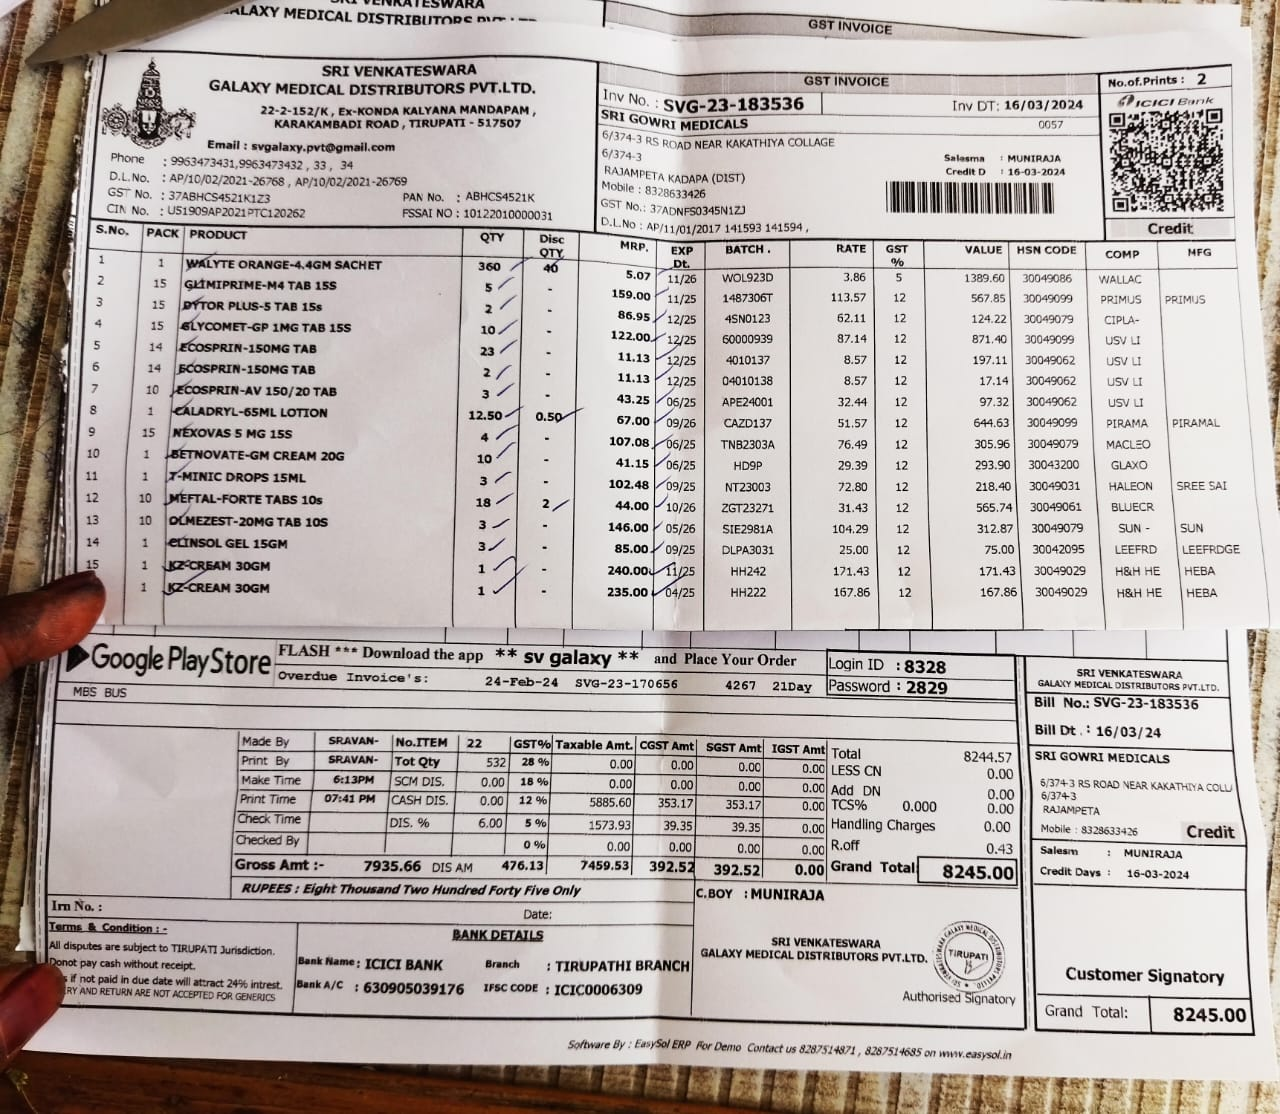 SRI VENKATESWARA
GALAXY MEDICAL DISTRIBUTORS PVT.LTD.
GST INVOICE
SRI VENKATESWARA
GALAXY MEDICAL DISTRIBUTORS PVT.LTD.
22-2-152/K, Ex-KONDA KALYANA MANDAPAM,
KARAKAMBADI ROAD, TIRUPATI - 517507
Email : svgalaxy.pvt@gmail.com
Phone : 9963473431,9963473432 , 33 , 34
D.L.No. : AP/10/02/2021-26768 , AP/10/02/2021-26769
GST No. : 37ABHCS4521K1Z3 PAN No. : ABHCS4521K
CIN No. : U51909AP2021PTC120262 FSSAI NO : 10122010000031
GST INVOICE
Inv No. : SVG-23-183536 Inv DT: 16/03/2024
SRI GOWRI MEDICALS 0057
6/374-3 RS ROAD NEAR KAKATHIYA COLLAGE
6/374-3
RAJAMPETA KADAPA (DIST)
Mobile : 8328633426
GST No.: 37ADNFS0345N1ZJ
D.L.No : AP/11/01/2017 141593 141594 ,
Salesma : MUNIRAJA
Credit D : 16-03-2024
No.of.Prints : 2
ICICI Bank
Credit
S.No. PACK PRODUCT QTY Disc QTY MRP. EXP Dt. BATCH . RATE GST % VALUE HSN CODE COMP MFG
1 1 WALYTE ORANGE-4.4GM SACHET 360 40 5.07 11/26 WOL923D 3.86 5 1389.60 30049086 WALLAC
2 15 GLIMIPRIME-M4 TAB 15S 5 - 159.00 11/25 1487306T 113.57 12 567.85 30049099 PRIMUS PRIMUS
3 15 DYTOR PLUS-5 TAB 15s 2 - 86.95 12/25 4SN0123 62.11 12 124.22 30049079 CIPLA-
4 15 GLYCOMET-GP 1MG TAB 15S 10 - 122.00 12/25 60000939 87.14 12 871.40 30049099 USV LI
5 14 ECOSPRIN-150MG TAB 23 - 11.13 12/25 4010137 8.57 12 197.11 30049062 USV LI
6 14 ECOSPRIN-150MG TAB 2 - 11.13 12/25 04010138 8.57 12 17.14 30049062 USV LI
7 10 ECOSPRIN-AV 150/20 TAB 3 - 43.25 06/25 APE24001 32.44 12 97.32 30049062 USV LI
8 1 CALADRYL-65ML LOTION 12.50 0.50 67.00 09/26 CAZD137 51.57 12 644.63 30049099 PIRAMA PIRAMAL
9 15 NEXOVAS 5 MG 15S 4 - 107.08 06/25 TNB2303A 76.49 12 305.96 30049079 MACLEO
10 1 BETNOVATE-GM CREAM 20G 10 - 41.15 06/25 HD9P 29.39 12 293.90 30043200 GLAXO
11 1 T-MINIC DROPS 15ML 3 - 102.48 09/25 NT23003 72.80 12 218.40 30049031 HALEON SREE SAI
12 10 MEFTAL-FORTE TABS 10s 18 2 44.00 10/26 ZGT23271 31.43 12 565.74 30049061 BLUECR
13 10 OLMEZEST-20MG TAB 10S 3 - 146.00 05/26 SIE2981A 104.29 12 312.87 30049079 SUN - SUN
14 1 CLINSOL GEL 15GM 3 - 85.00 09/25 DLPA3031 25.00 12 75.00 30042095 LEEFRD LEEFRDGE
15 1 KZ-CREAM 30GM 1 - 240.00 11/25 HH242 171.43 12 171.43 30049029 H&H HE HEBA
1 KZ-CREAM 30GM 1 - 235.00 04/25 HH222 167.86 12 167.86 30049029 H&H HE HEBA
Google PlayStore
FLASH *** Download the app ** sv galaxy ** and Place Your Order
Overdue Invoice's: 24-Feb-24 SVG-23-170656 4267 21Day
Login ID : 8328
Password : 2829
MBS BUS
Made By SRAVAN- No.ITEM 22 GST% Taxable Amt. CGST Amt SGST Amt IGST Amt
Print By SRAVAN- Tot Qty 532 28 % 0.00 0.00 0.00 0.00
Make Time 6:13PM SCM DIS. 0.00 18 % 0.00 0.00 0.00 0.00
Print Time 07:41 PM CASH DIS. 0.00 12 % 5885.60 353.17 353.17 0.00
Check Time DIS. % 6.00 5 % 1573.93 39.35 39.35 0.00
Checked By 0 % 0.00 0.00 0.00 0.00
Gross Amt :- 7935.66 DIS AM 476.13 7459.53 392.52 392.52 0.00
Total 8244.57
LESS CN 0.00
Add DN 0.00
TCS% 0.000 0.00
Handling Charges 0.00
R.off 0.43
Grand Total: 8245.00
RUPEES : Eight Thousand Two Hundred Forty Five Only
C.BOY : MUNIRAJA
Irn No. :
Date:
Terms & Condition : -
All disputes are subject to TIRUPATI Jurisdiction.
Donot pay cash without receipt.
if not paid in due date will attract 24% intrest.
RY AND RETURN ARE NOT ACCEPTED FOR GENERICS
BANK DETAILS
Bank Name : ICICI BANK Branch : TIRUPATHI BRANCH
Bank A/C : 630905039176 IFSC CODE : ICIC0006309
SRI VENKATESWARA
GALAXY MEDICAL DISTRIBUTORS PVT.LTD.
TIRUPATI
Authorised Signatory
SRI VENKATESWARA
GALAXY MEDICAL DISTRIBUTORS PVT.LTD.
Bill No.: SVG-23-183536
Bill Dt . : 16/03/24
SRI GOWRI MEDICALS
6/374-3 RS ROAD NEAR KAKATHIYA COLLA
6/374-3
RAJAMPETA
Mobile : 8328633426 Credit
Salesm : MUNIRAJA
Credit Days : 16-03-2024
Customer Signatory
Grand Total: 8245.00
Software By : EasySol ERP For Demo Contact us 8287514871 , 8287514685 on www.easysol.in